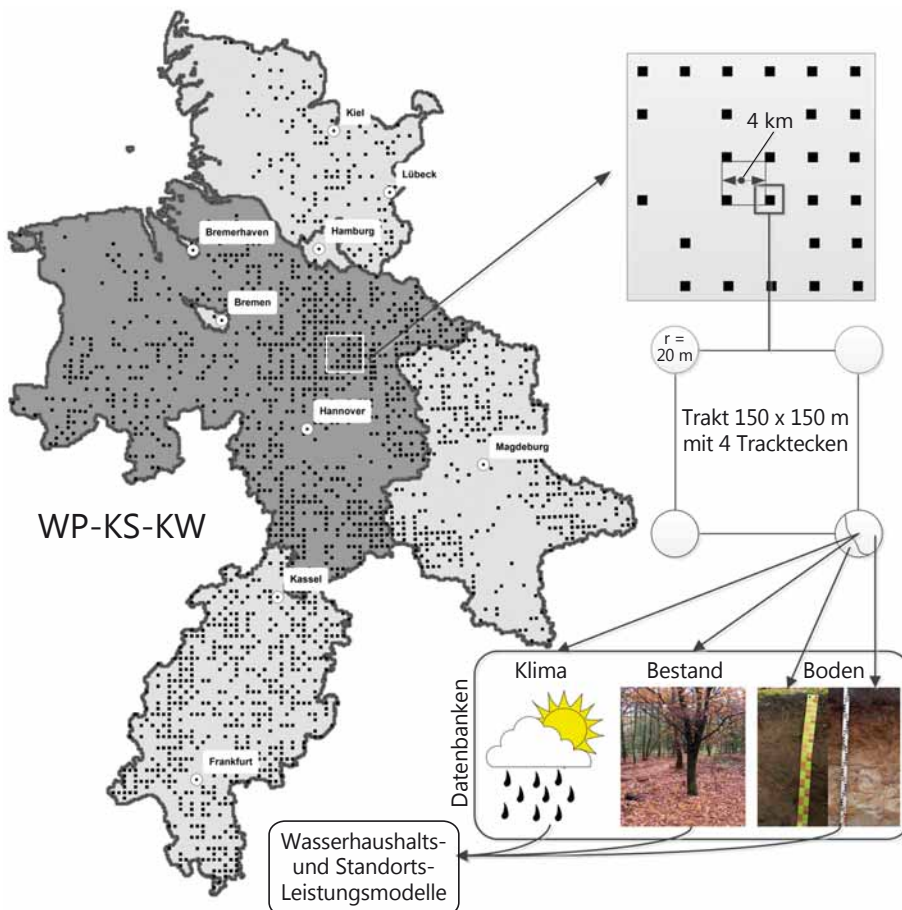 Kiel
Lübeck
Bremerhaven
Hamburg
Bremen
Hannover
Magdeburg
WP-KS-KW
Kassel
Frankfurt
4 km
r =
20 m
Trakt 150 x 150 m
mit 4 Tracktecken
Datenbanken
Klima
Bestand
Boden
Wasserhaushalts-
und Standorts-
Leistungsmodelle